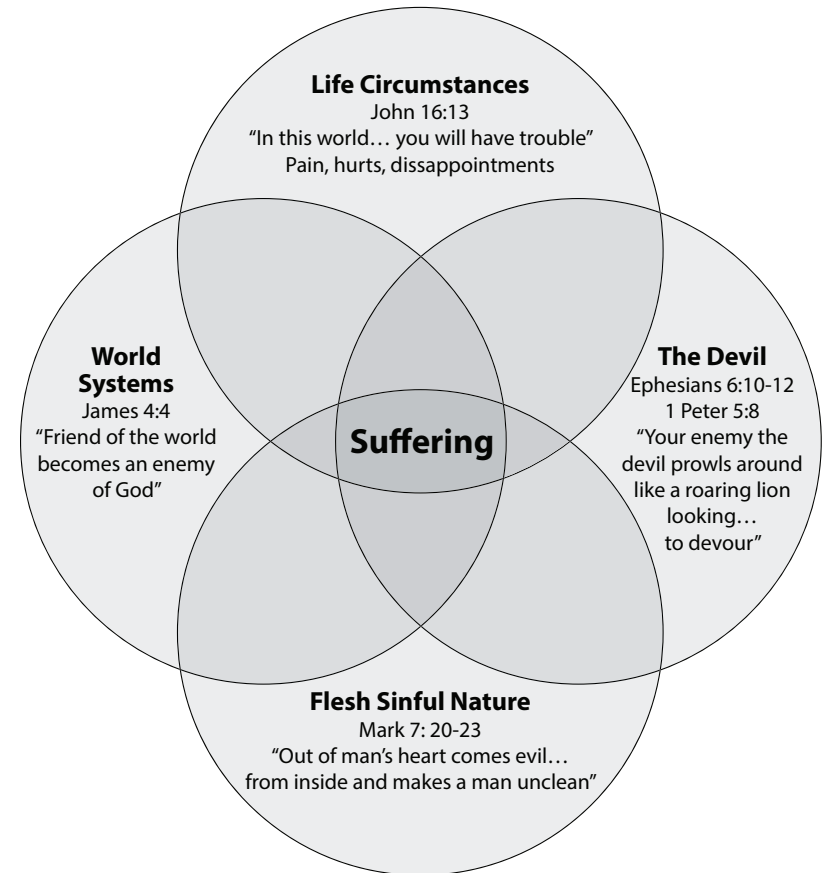 Life Circumstances
John 16:13
“In this world… you will have trouble”
Pain, hurts, dissappointments
World
Systems
James 4:4
“Friend of the world
becomes an enemy
of God”
Suffering
The Devil
Ephesians 6:10-12
1 Peter 5:8
“Your enemy the
devil prowls around
like a roaring lion
looking…
to devour”
Flesh Sinful Nature
Mark 7: 20-23
“Out of man’s heart comes evil…
from inside and makes a man unclean”